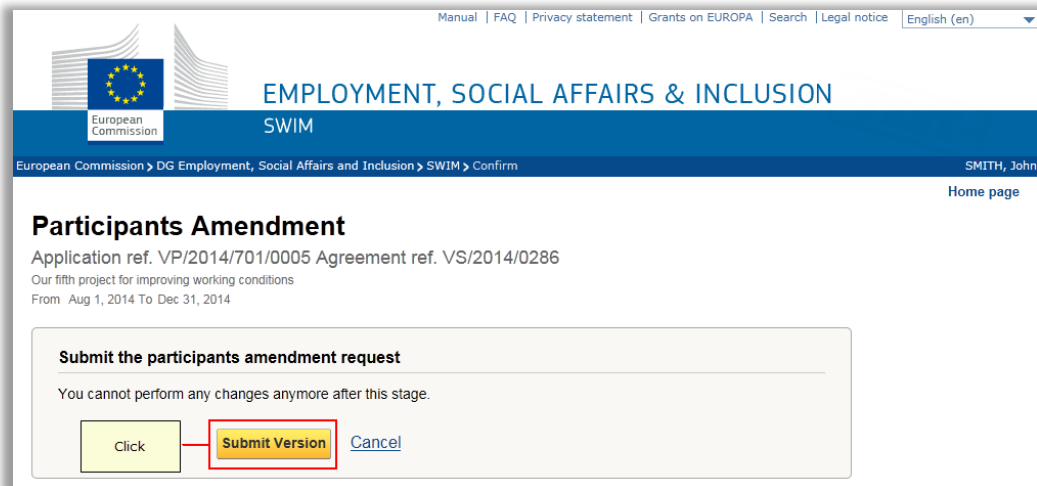 Manual | FAQ | Privacy statement | Grants on EUROPA | Search | Legal notice English (en)
European
Commission
EMPLOYMENT, SOCIAL AFFAIRS & INCLUSION
SWIM
European Commission > DG Employment, Social Affairs and Inclusion > SWIM > Confirm SMITH, John
Home page
Participants Amendment
Application ref. VP/2014/701/0005 Agreement ref. VS/2014/0286
Our fifth project for improving working conditions
From Aug 1, 2014 To Dec 31, 2014
Submit the participants amendment request
You cannot perform any changes anymore after this stage.
Click Submit Version Cancel